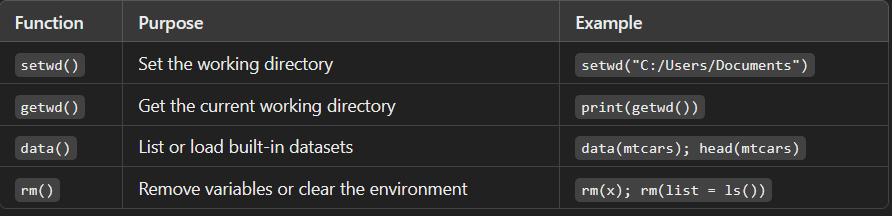 Function Purpose Example
setwd() Set the working directory setwd("C:/Users/Documents")
getwd() Get the current working directory print(getwd())
data() List or load built-in datasets data(mtcars); head(mtcars)
rm() Remove variables or clear the environment rm(x); rm(list = ls())